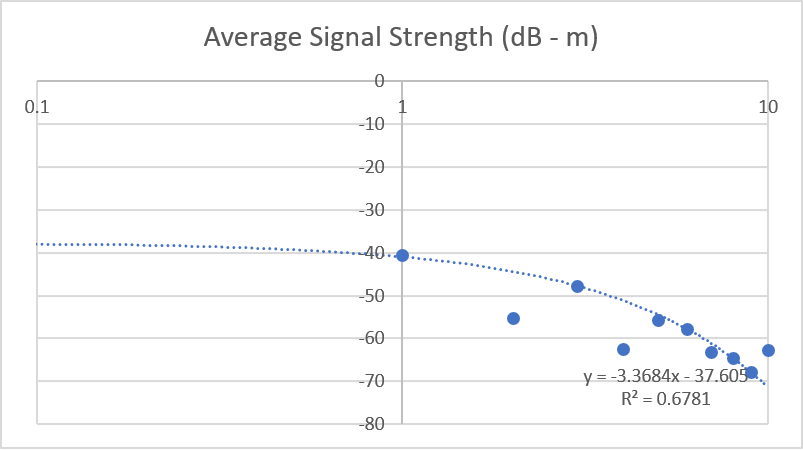 Average Signal Strength (dB - m)
0
0.1 1 10
-10
-20
-30
-40
-50
-60
-70
y = -3.3684x - 37.605
R² = 0.6781
-80